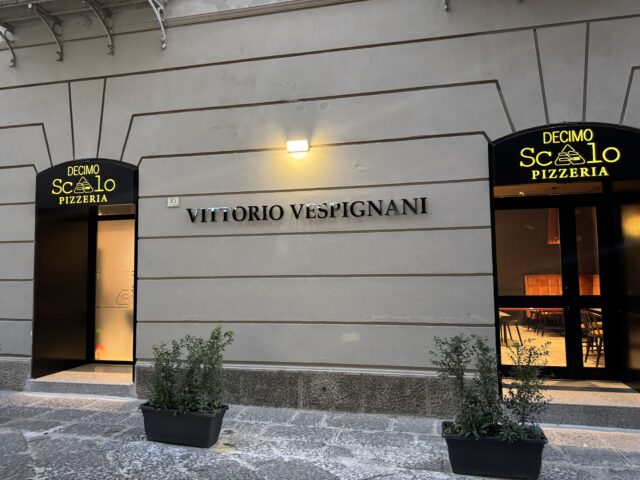 DECIMO
Scalo
PIZZERIA
VITTORIO VESPIGNANI
DECIMO
Scalo
PIZZERIA